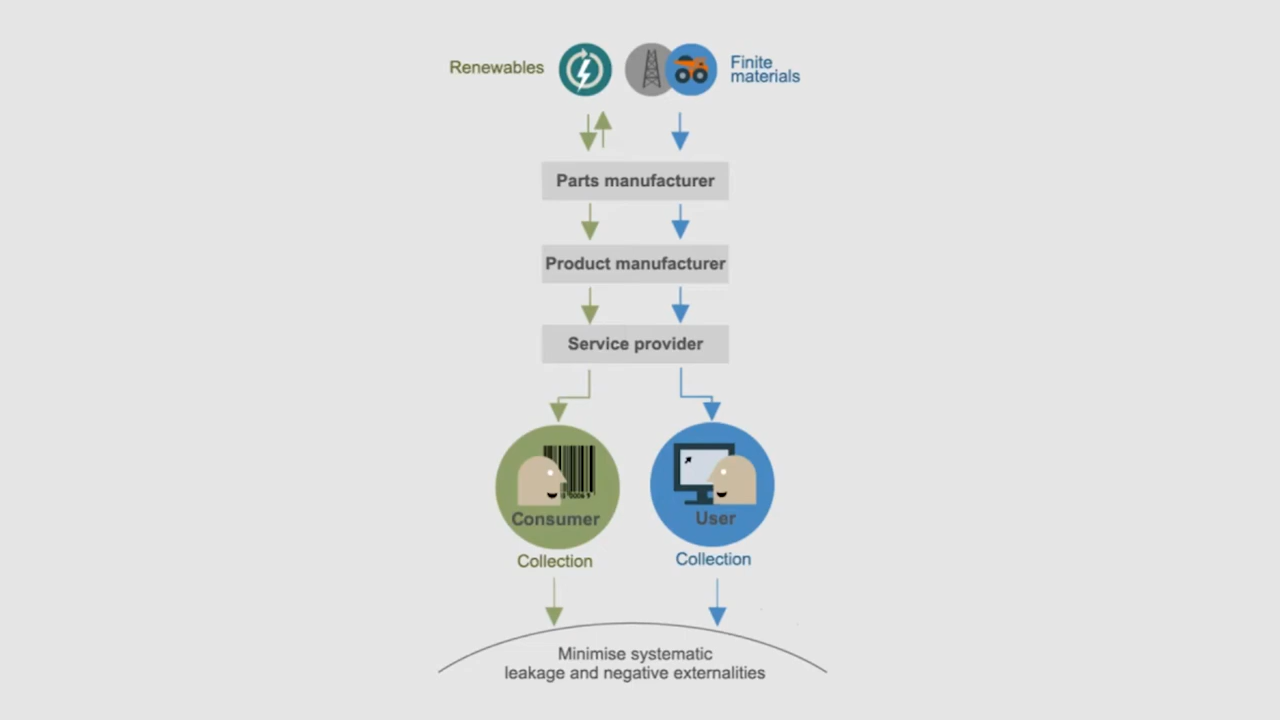 Renewables
Finite
materials
Parts manufacturer
Product manufacturer
Service provider
Consumer
User
Collection
Collection
Minimise systematic
leakage and negative externalities